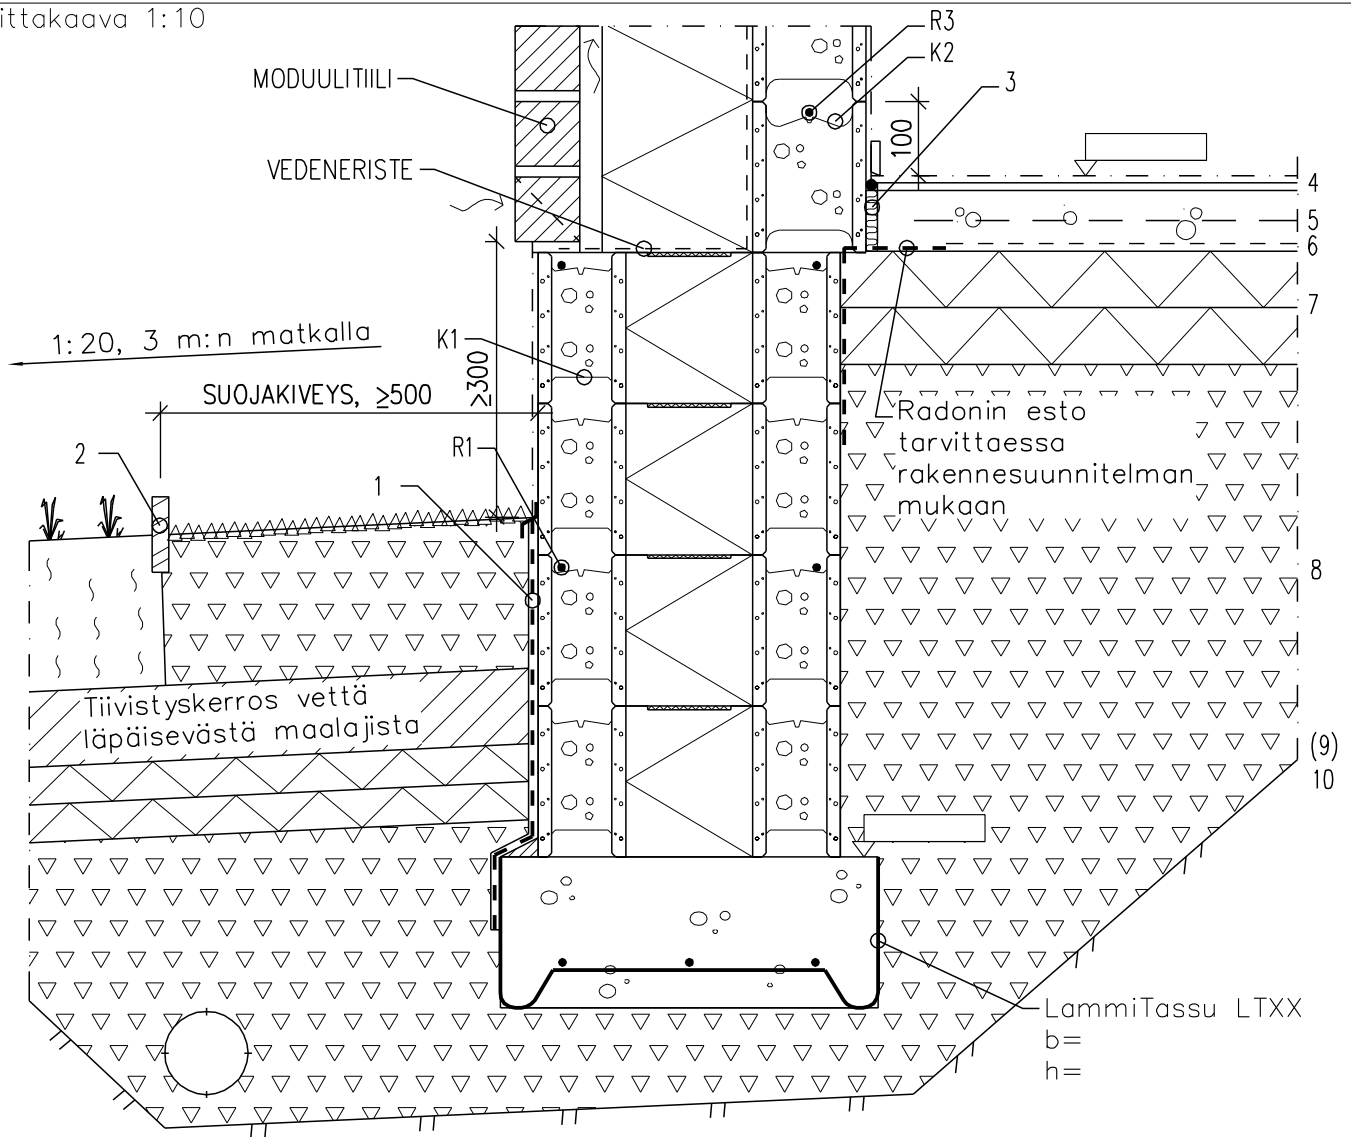 ittakaava 1:10
R3
K2
MODUULITIILI
3
100
VEDENERISTE
4
5
6
7
1:20, 3 m:n matkalla
K1
≥300
SUOJAKIVEYS, ≥500
Radonin esto
tarvittaessa
rakennesuunnitelman
mukaan
2
R1
1
8
Tiivistyskerros vettä
läpäisevästä maalajista
(9)
10
LammiTassu LTXX
b=
h=